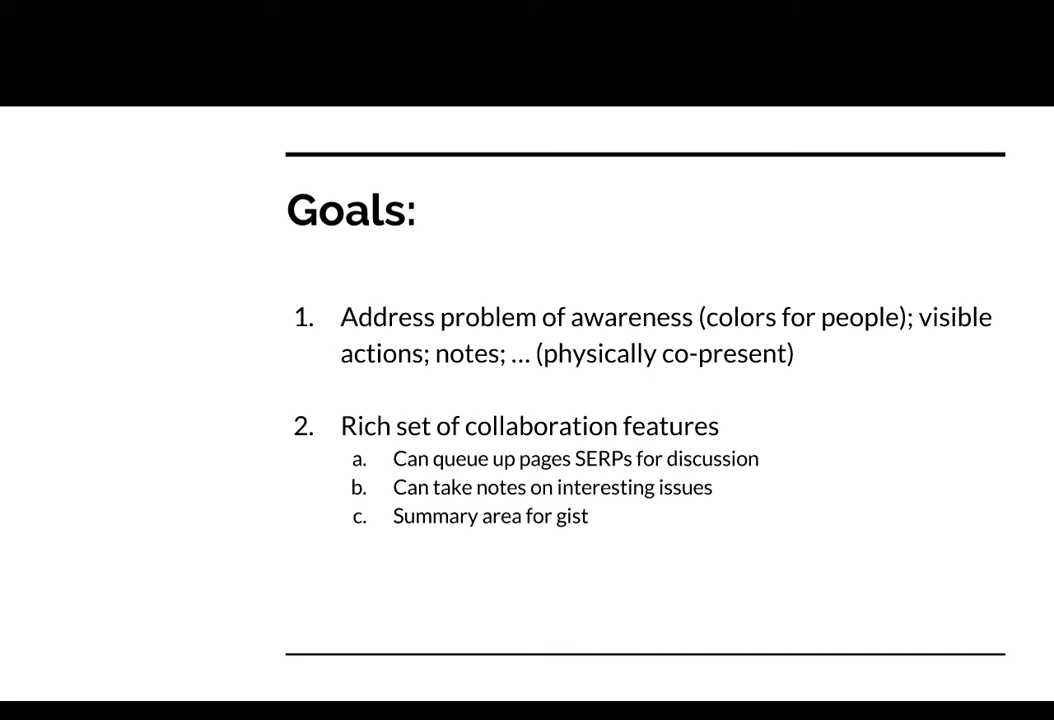 Goals:
1. Address problem of awareness (colors for people); visible
actions; notes; … (physically co-present)
2. Rich set of collaboration features
a. Can queue up pages SERPs for discussion
b. Can take notes on interesting issues
c. Summary area for gist